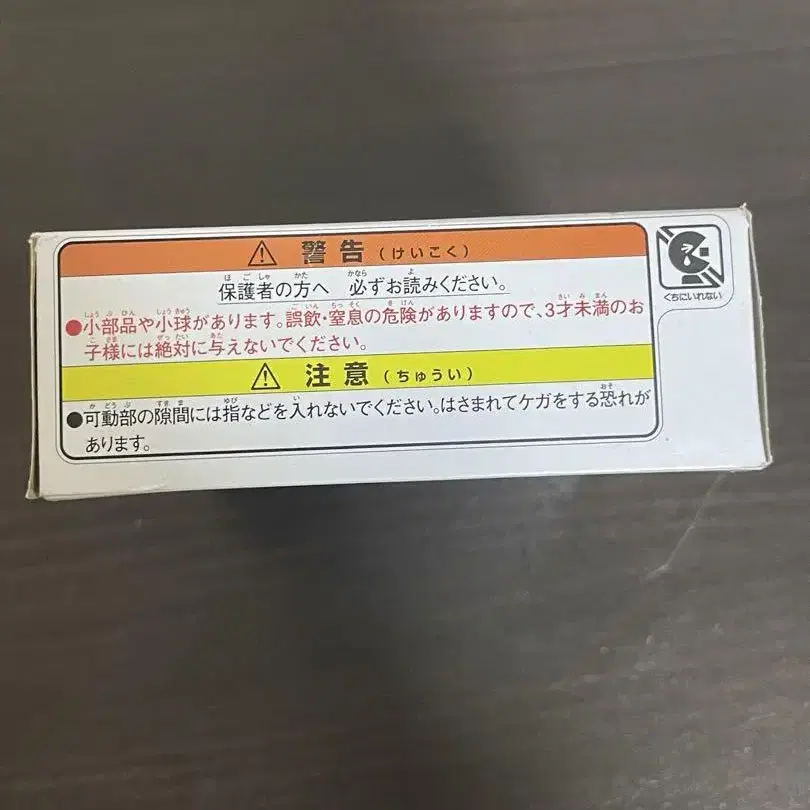 ⚠ 警告(けいこく)
保護者の方へ 必ずお読みください。
●小部品や小球があります。誤飲・窒息の危険がありますので、3才未満のお
子様には絶対に与えないでください。
⚠ 注意(ちゅうい)
●可動部の隙間には指などを入れないでください。はさまれてケガをする恐れが
あります。
くちにいれない